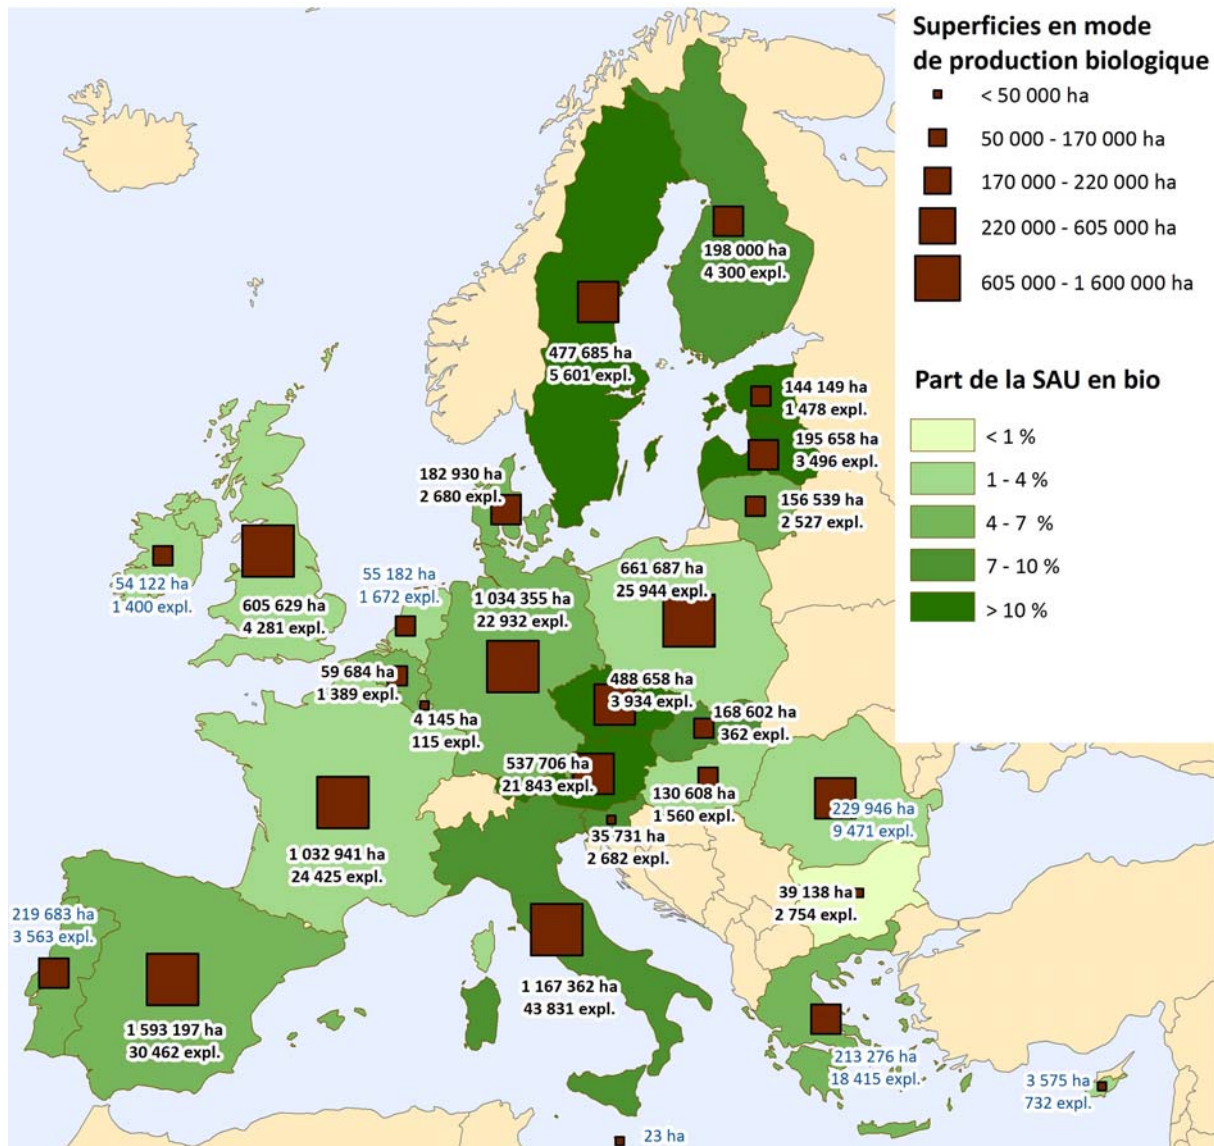 Superficies en mode
de production biologique
< 50 000 ha
50 000 - 170 000 ha
170 000 - 220 000 ha
220 000 - 605 000 ha
605 000 - 1 600 000 ha
Part de la SAU en bio
< 1 %
1 - 4 %
4 - 7 %
7 - 10 %
> 10 %
198 000 ha
4 300 expl.
477 685 ha
5 601 expl.
144 149 ha
1 478 expl.
195 658 ha
3 496 expl.
156 539 ha
2 527 expl.
182 930 ha
2 680 expl.
54 122 ha
1 400 expl.
605 629 ha
4 281 expl.
55 182 ha
1 672 expl.
1 034 355 ha
22 932 expl.
661 687 ha
25 944 expl.
59 684 ha
1 389 expl.
4 145 ha
115 expl.
488 658 ha
3 934 expl.
168 602 ha
362 expl.
537 706 ha
21 843 expl.
130 608 ha
1 560 expl.
229 946 ha
9 471 expl.
35 731 ha
2 682 expl.
1 032 941 ha
24 425 expl.
39 138 ha
2 754 expl.
219 683 ha
3 563 expl.
1 593 197 ha
30 462 expl.
1 167 362 ha
43 831 expl.
213 276 ha
18 415 expl.
3 575 ha
732 expl.
23 ha